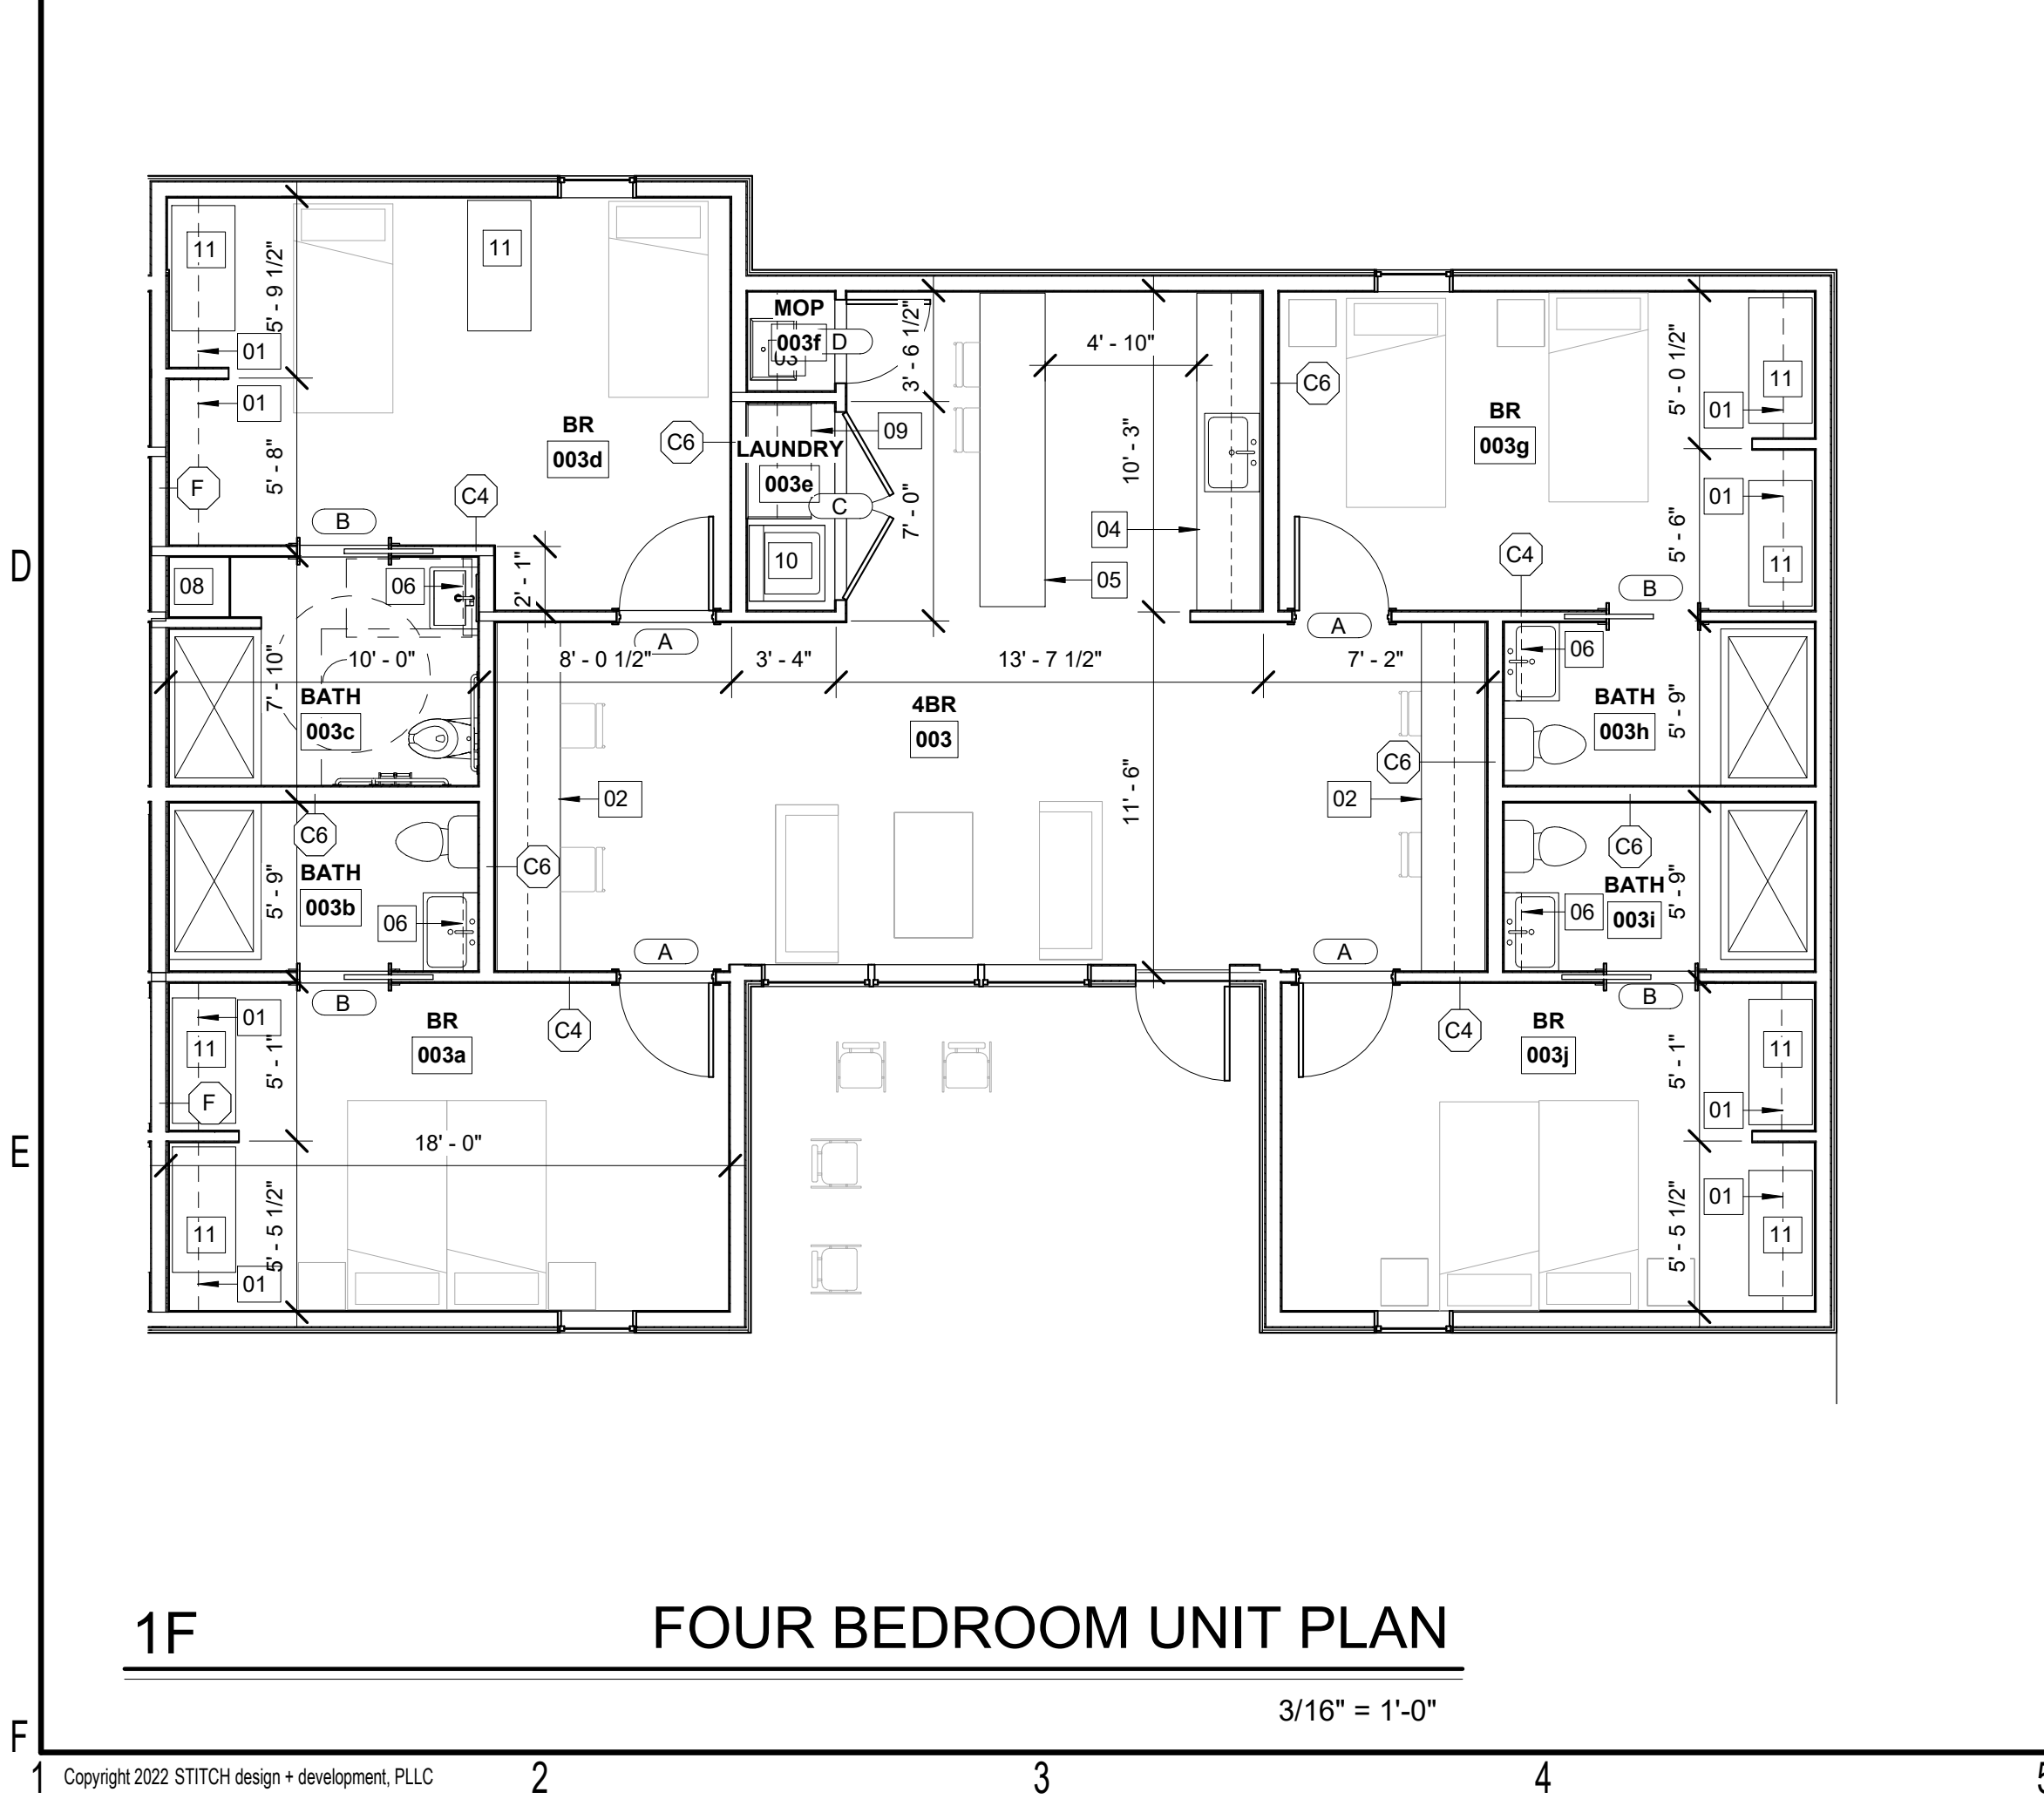 11
11
5' - 9 1/2"
01
01
5' - 8"
BR
003d
C6
C4
F
B
MOP
003f
03
D
3' - 6 1/2"
4' - 10"
C6
LAUNDRY
003e
09
C
7' - 0"
10
10' - 3"
04
05
BR
003g
5' - 0 1/2"
11
01
01
5' - 6"
11
C4
B
D
08
06
2' - 1"
A
A
06
10' - 0"
8' - 0 1/2"
3' - 4"
13' - 7 1/2"
7' - 2"
7' - 10"
BATH
003c
4BR
003
BATH
003h
5' - 9"
C6
02
11' - 6"
02
C6
C6
C6
BATH
003b
5' - 9"
06
BATH
003i
5' - 9"
06
A
A
B
B
01
11
5' - 1"
BR
003a
C4
C4
BR
003j
5' - 1"
11
F
01
E
18' - 0"
11
5' - 5 1/2"
01
01
5' - 5 1/2"
11
1F
FOUR BEDROOM UNIT PLAN
3/16" = 1'-0"
F
1
Copyright 2022 STITCH design + development, PLLC
2
3
4
5